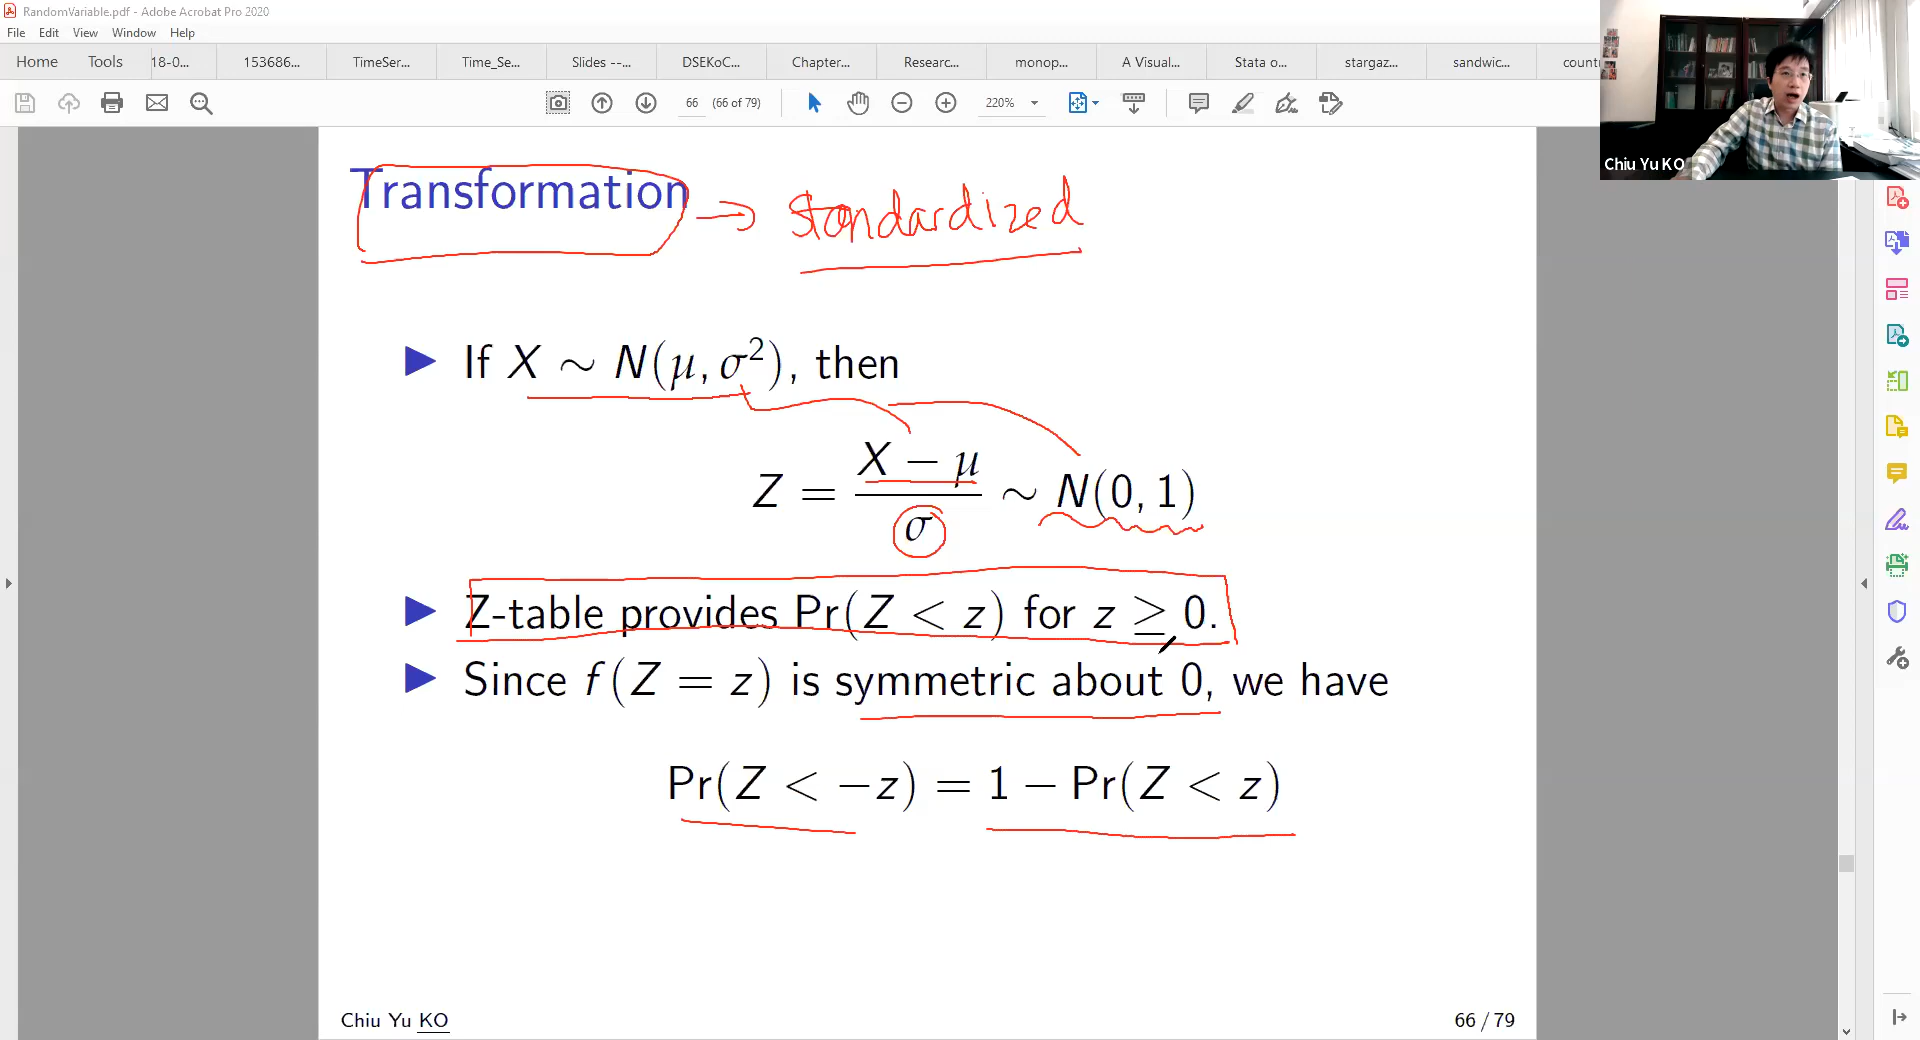 RandomVariable.pdf - Adobe Acrobat Pro 2020
File Edit View Window Help
Home Tools 18-0... 153686... TimeSer... Time_Se... Slides --... DSEKoC... Chapter... Researc... monop... A Visual... Stata o... stargaz... sandwic... count
66 (66 of 79) 220%
Chiu Yu KO
Transformation → standardized
If X ∼ N(μ, σ²), then
Z = (X − μ) / σ ∼ N(0, 1)
Z-table provides Pr(Z < z) for z ≥ 0.
Since f(Z = z) is symmetric about 0, we have
Pr(Z < −z) = 1 − Pr(Z < z)
Chiu Yu KO 66 / 79